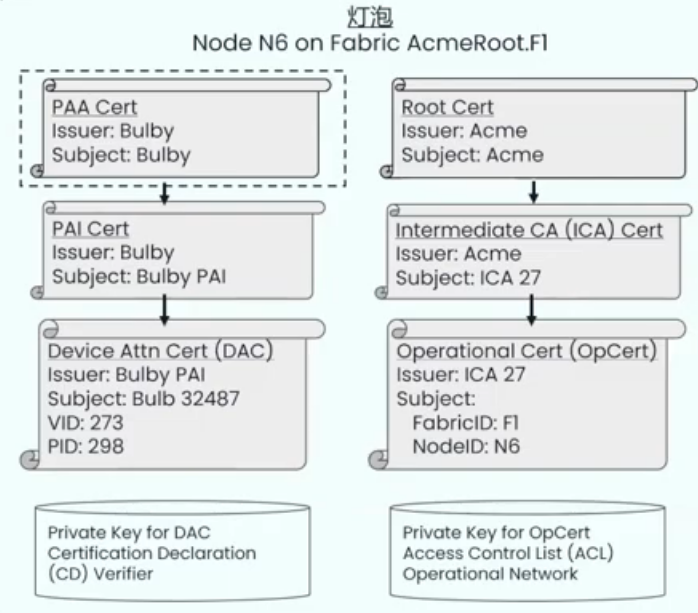 灯泡
Node N6 on Fabric AcmeRoot.F1
PAA Cert
Issuer: Bulby
Subject: Bulby
PAI Cert
Issuer: Bulby
Subject: Bulby PAI
Device Attn Cert (DAC)
Issuer: Bulby PAI
Subject: Bulb 32487
VID: 273
PID: 298
Private Key for DAC
Certification Declaration
(CD) Verifier
Root Cert
Issuer: Acme
Subject: Acme
Intermediate CA (ICA) Cert
Issuer: Acme
Subject: ICA 27
Operational Cert (OpCert)
Issuer: ICA 27
Subject:
FabricID: F1
NodeID: N6
Private Key for OpCert
Access Control List (ACL)
Operational Network